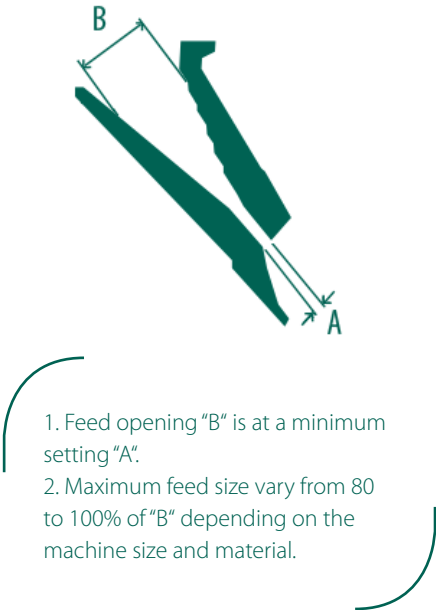 B
A
1. Feed opening “B“ is at a minimum
setting “A“.
2. Maximum feed size vary from 80
to 100% of “B“ depending on the
machine size and material.